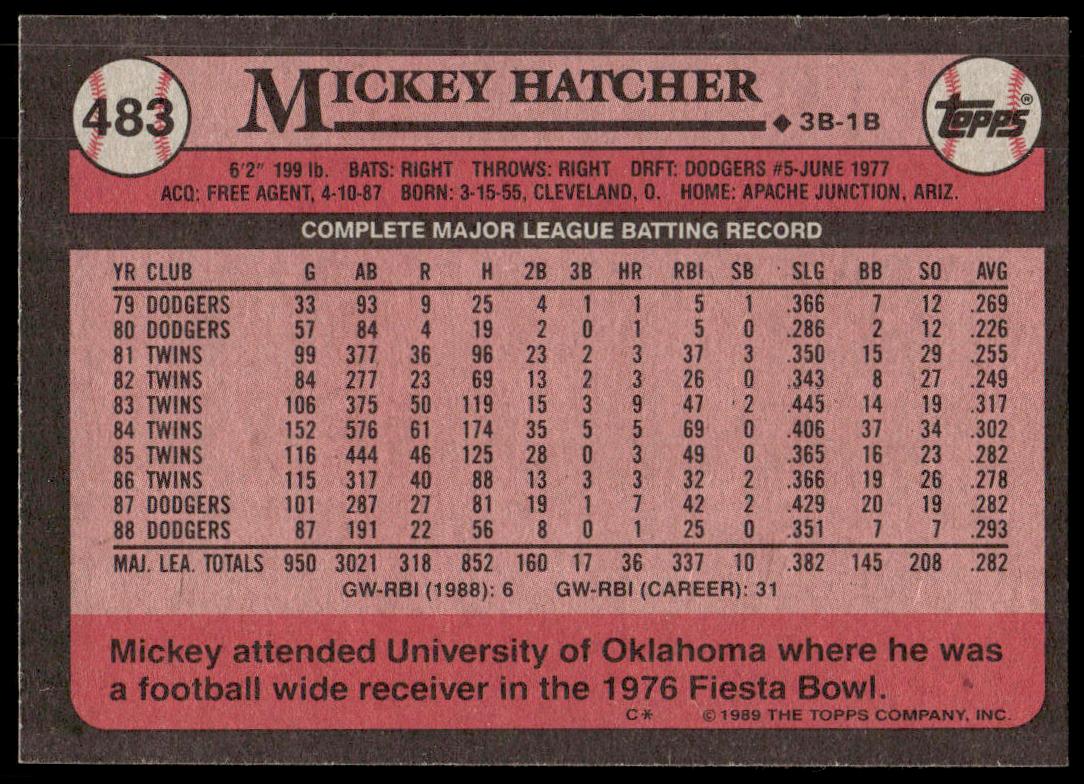 483
MICKEY HATCHER
◆ 3B-1B
TOPPS®
6'2" 199 lb. BATS: RIGHT THROWS: RIGHT DRFT: DODGERS #5-JUNE 1977
ACQ: FREE AGENT, 4-10-87 BORN: 3-15-55, CLEVELAND, O. HOME: APACHE JUNCTION, ARIZ.
COMPLETE MAJOR LEAGUE BATTING RECORD
YR CLUB G AB R H 2B 3B HR RBI SB SLG BB SO AVG
79 DODGERS 33 93 9 25 4 1 1 5 1 .366 7 12 .269
80 DODGERS 57 84 4 19 2 0 1 5 0 .286 2 12 .226
81 TWINS 99 377 36 96 23 2 3 37 3 .350 15 29 .255
82 TWINS 84 277 23 69 13 2 3 26 0 .343 8 27 .249
83 TWINS 106 375 50 119 15 3 9 47 2 .445 14 19 .317
84 TWINS 152 576 61 174 35 5 5 69 0 .406 37 34 .302
85 TWINS 116 444 46 125 28 0 3 49 0 .365 16 23 .282
86 TWINS 115 317 40 88 13 3 3 32 2 .366 19 26 .278
87 DODGERS 101 287 27 81 19 1 7 42 2 .429 20 19 .282
88 DODGERS 87 191 22 56 8 0 1 25 0 .351 7 7 .293
MAJ. LEA. TOTALS 950 3021 318 852 160 17 36 337 10 .382 145 208 .282
GW-RBI (1988): 6 GW-RBI (CAREER): 31
Mickey attended University of Oklahoma where he was
a football wide receiver in the 1976 Fiesta Bowl.
C* © 1989 THE TOPPS COMPANY, INC.